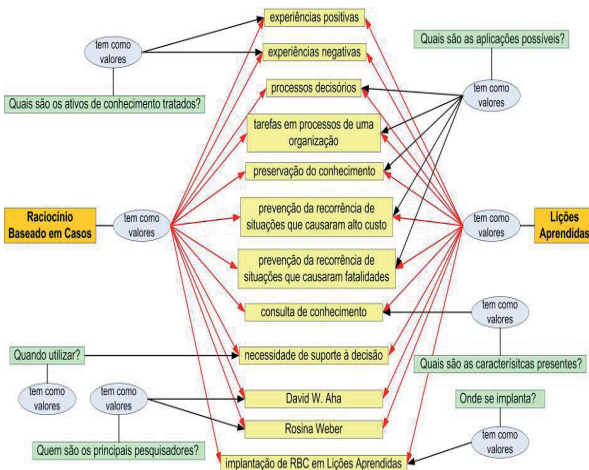 experiências positivas
tem como
valores
Quais são as aplicações possíveis?
experiências negativas
tem como
valores
Quais são os ativos de conhecimento tratados?
processos decisórios
tarefas em processos de uma
organização
preservação do conhecimento
Raciocínio
Baseado em Casos
tem como
valores
prevenção da recorrência de
situações que causaram alto custo
tem como
valores
Lições
Aprendidas
prevenção da recorrência de
situações que causaram fatalidades
consulta de conhecimento
tem como
valores
Quando utilizar?
necessidade de suporte à decisão
Quais são as caracterísitcas presentes?
tem como
valores
tem como
valores
David W. Aha
Onde se implanta?
Rosina Weber
Quem são os principais pesquisadores?
tem como
valores
implantação de RBC em Lições Aprendidas